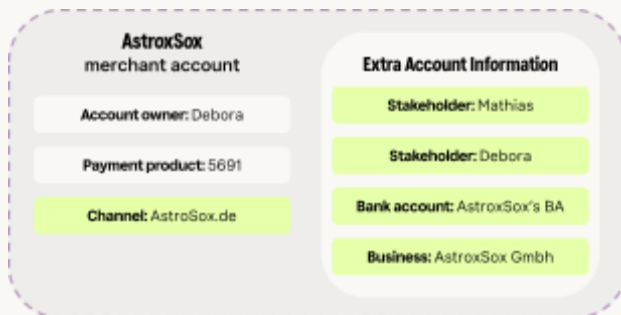 AstroxSox
merchant account
Account owner: Debora
Payment product: 5691
Channel: AstroSox.de
Extra Account Information
Stakeholder: Mathias
Stakeholder: Debora
Bank account: AstroxSox's BA
Business: AstroxSox Gmbh